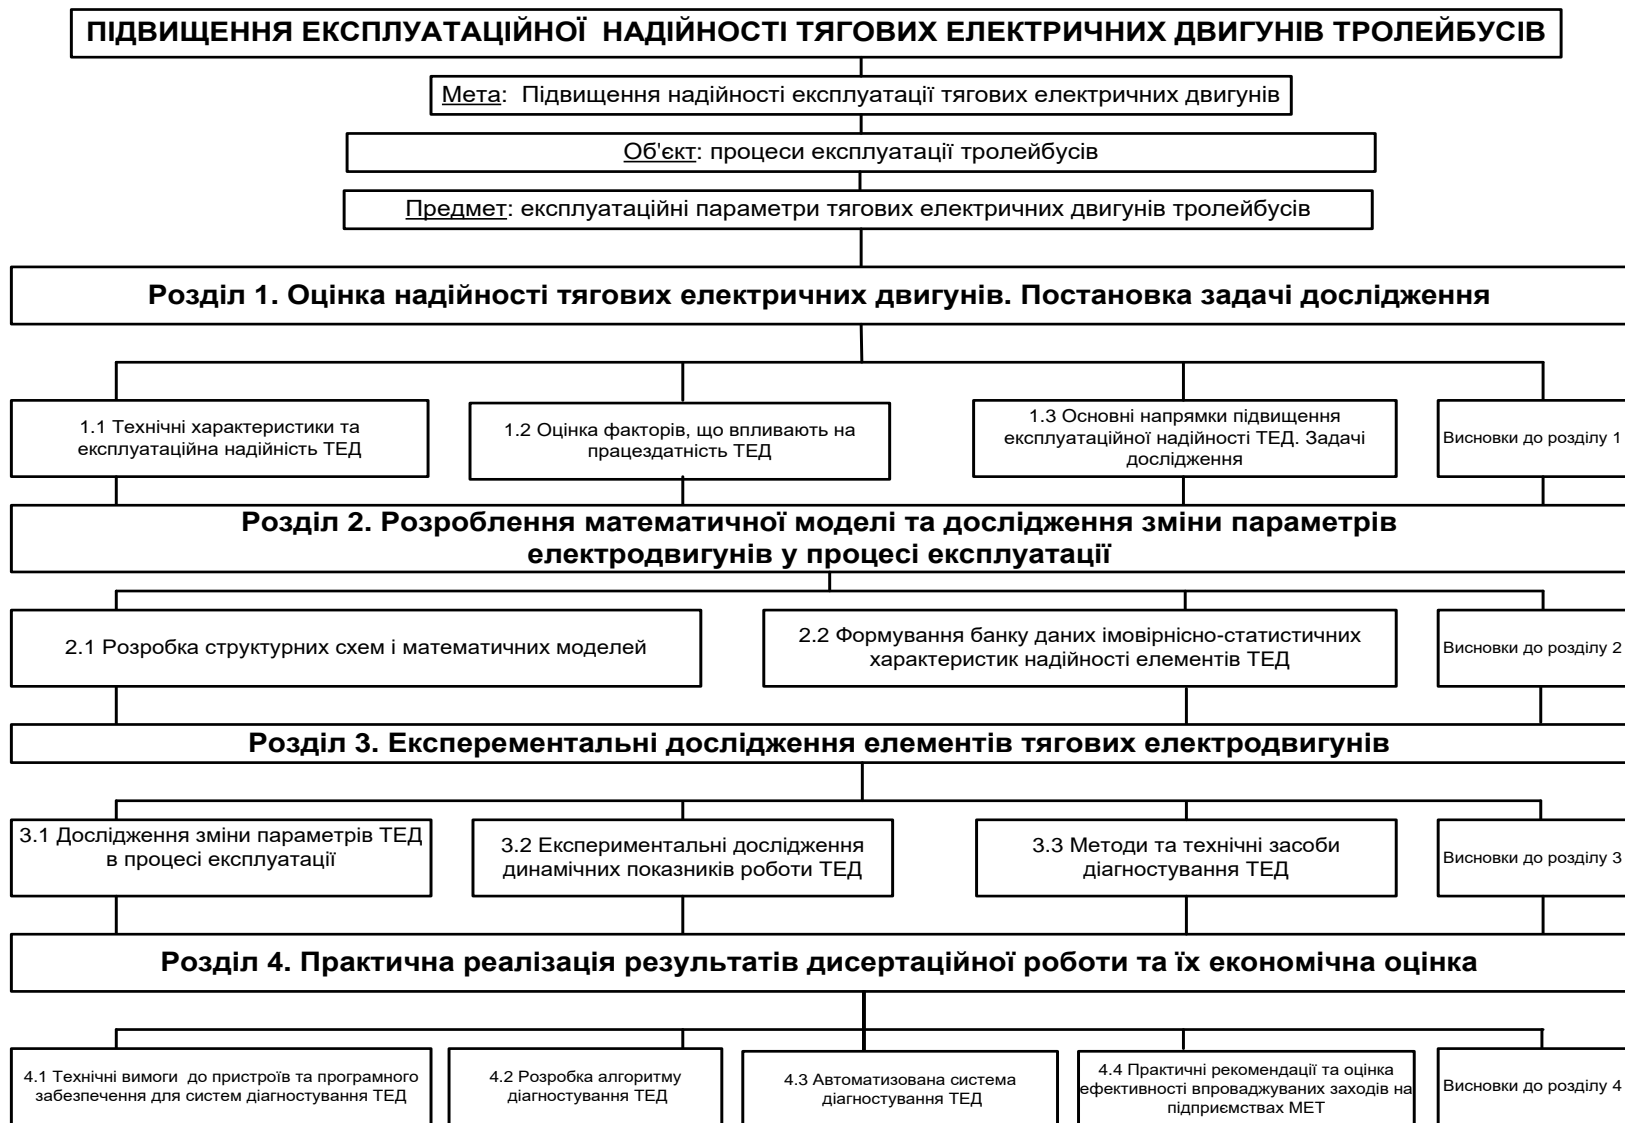 ПІДВИЩЕННЯ ЕКСПЛУАТАЦІЙНОЇ НАДІЙНОСТІ ТЯГОВИХ ЕЛЕКТРИЧНИХ ДВИГУНІВ ТРОЛЕЙБУСІВ
Мета: Підвищення надійності експлуатації тягових електричних двигунів
Об'єкт: процеси експлуатації тролейбусів
Предмет: експлуатаційні параметри тягових електричних двигунів тролейбусів
Розділ 1. Оцінка надійності тягових електричних двигунів. Постановка задачі дослідження
1.1 Технічні характеристики та
експлуатаційна надійність ТЕД
1.2 Оцінка факторів, що впливають на
працездатність ТЕД
1.3 Основні напрямки підвищення
експлуатаційної надійності ТЕД. Задачі
дослідження
Висновки до розділу 1
Розділ 2. Розроблення математичної моделі та дослідження зміни параметрів
електродвигунів у процесі експлуатації
2.1 Розробка структурних схем і математичних моделей
2.2 Формування банку даних імовірнісно-статистичних
характеристик надійності елементів ТЕД
Висновки до розділу 2
Розділ 3. Експерементальні дослідження елементів тягових електродвигунів
3.1 Дослідження зміни параметрів ТЕД
в процесі експлуатації
3.2 Експериментальні дослідження
динамічних показників роботи ТЕД
3.3 Методи та технічні засоби
діагностування ТЕД
Висновки до розділу 3
Розділ 4. Практична реалізація результатів дисертаційної роботи та їх економічна оцінка
4.1 Технічні вимоги до пристроїв та програмного
забезпечення для систем діагностування ТЕД
4.2 Розробка алгоритму
діагностування ТЕД
4.3 Автоматизована система
діагностування ТЕД
4.4 Практичні рекомендації та оцінка
ефективності впроваджуваних заходів на
підприємствах МЕТ
Висновки до розділу 4